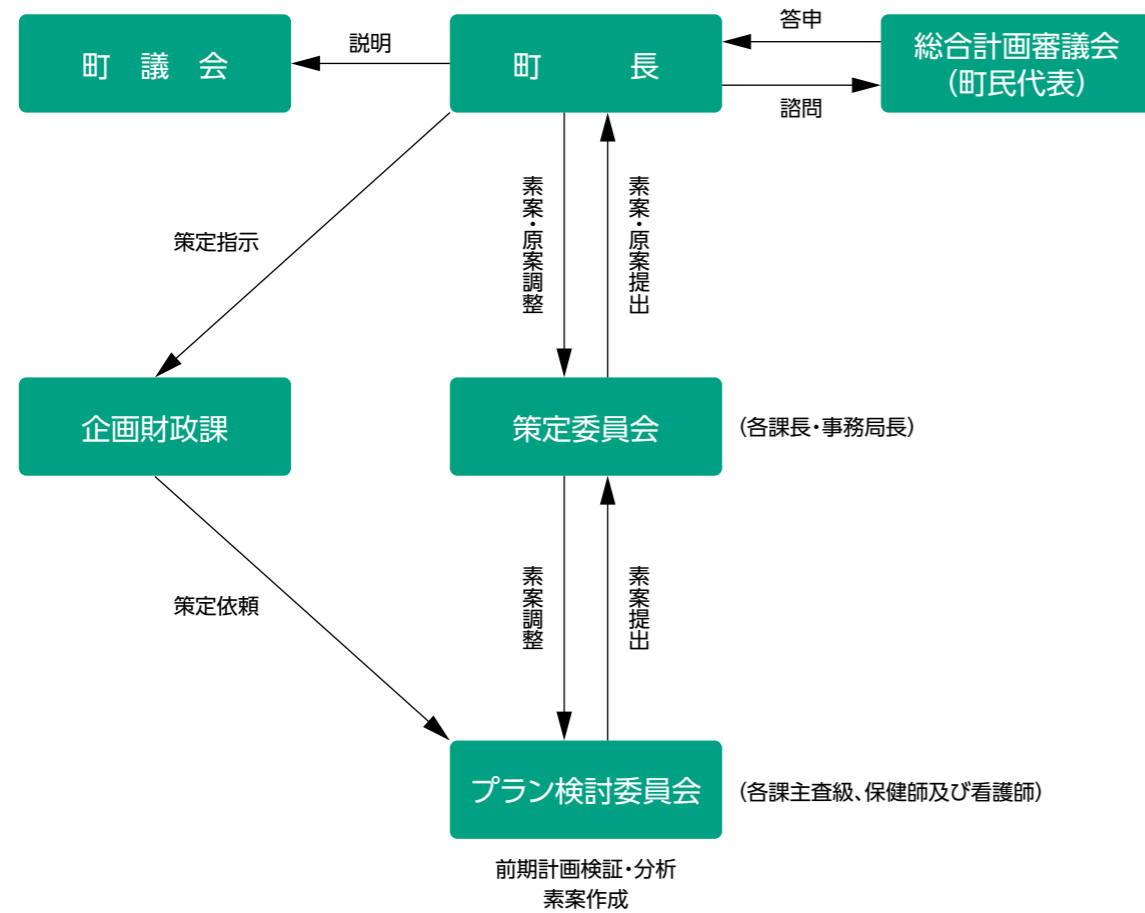 町　議　会
説明
町　　　長
答申
諮問
総合計画審議会
（町民代表）
策定指示
素案・原案調整
素案・原案提出
企画財政課
策定委員会
（各課長・事務局長）
策定依頼
素案調整
素案提出
プラン検討委員会
（各課主査級、保健師及び看護師）
前期計画検証・分析
素案作成